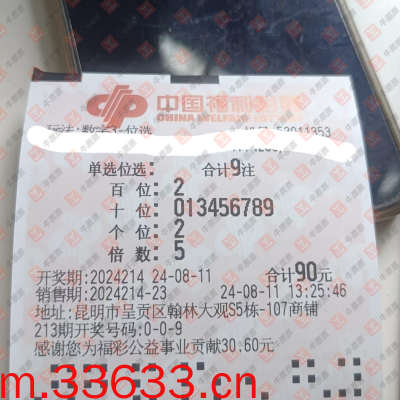 中国福利彩票
CHINA WELFARE LOTTERY
单选位选： 合计9注
百 位：2
十 位：013456789
个 位：2
倍 数：5
开奖期:2024214 24-08-11 合计90元
销售期:2024214-23 24-08-11 13:25:46
地址:昆明市呈贡区翰林大观S5栋-107商铺
213期开奖号码:0-0-9
感谢您为福彩公益事业贡献30.60元
m.33633.cn